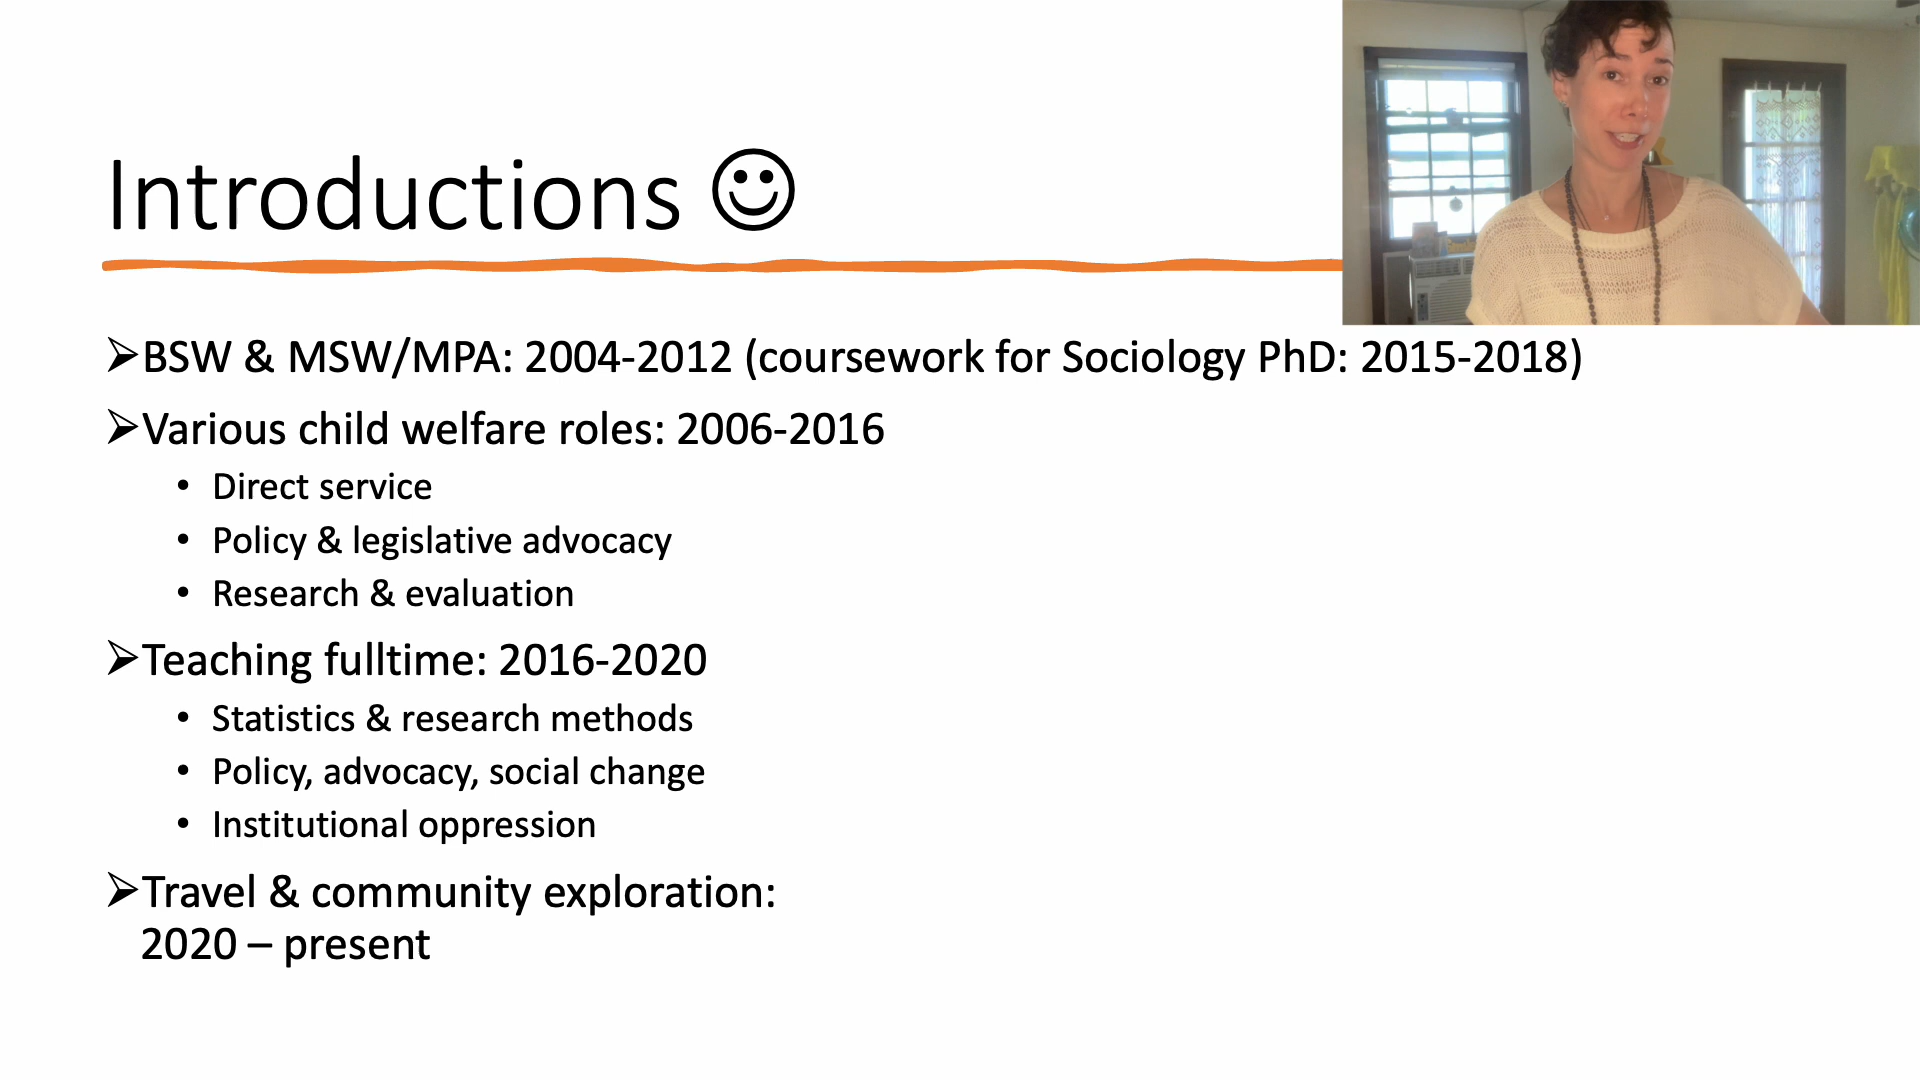 Introductions ☺
➢BSW & MSW/MPA: 2004-2012 (coursework for Sociology PhD: 2015-2018)
➢Various child welfare roles: 2006-2016
• Direct service
• Policy & legislative advocacy
• Research & evaluation
➢Teaching fulltime: 2016-2020
• Statistics & research methods
• Policy, advocacy, social change
• Institutional oppression
➢Travel & community exploration:
2020 – present